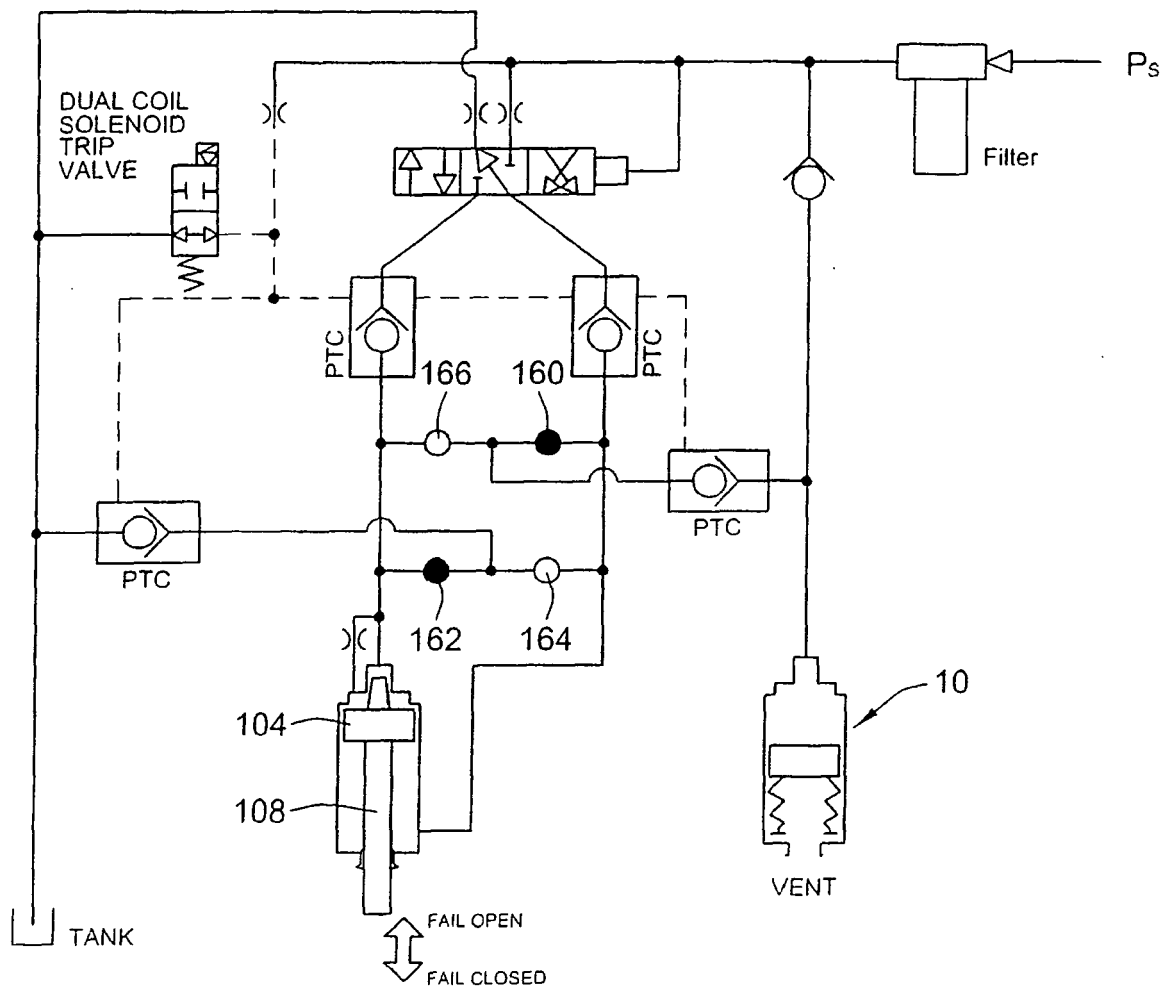 Ps
DUAL COIL
SOLENOID
TRIP
VALVE
Filter
PTC
PTC
166
160
PTC
PTC
162
164
10
104
108
VENT
FAIL OPEN
TANK
FAIL CLOSED